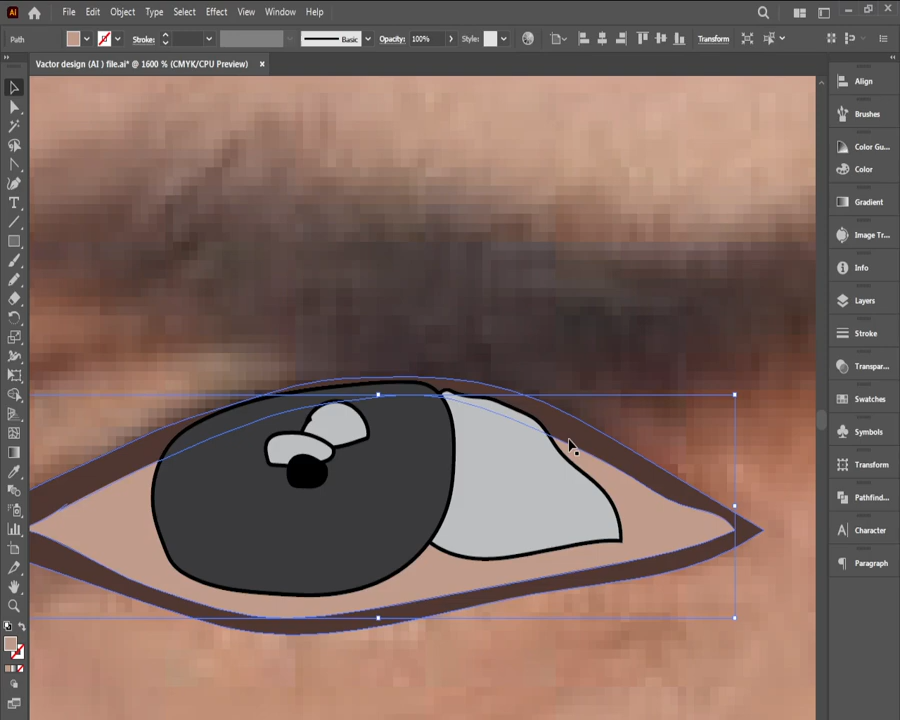 Ai File Edit Object Type Select Effect View Window Help
Path Stroke: Basic Opacity: 100% Style: Transform
Vactor design (AI ) file.ai* @ 1600 % (CMYK/CPU Preview) ×
Align
Brushes
Color Gu...
Color
Gradient
Image Tr...
Info
Layers
Stroke
Transpar...
Swatches
Symbols
Transform
Pathfind...
Character
Paragraph